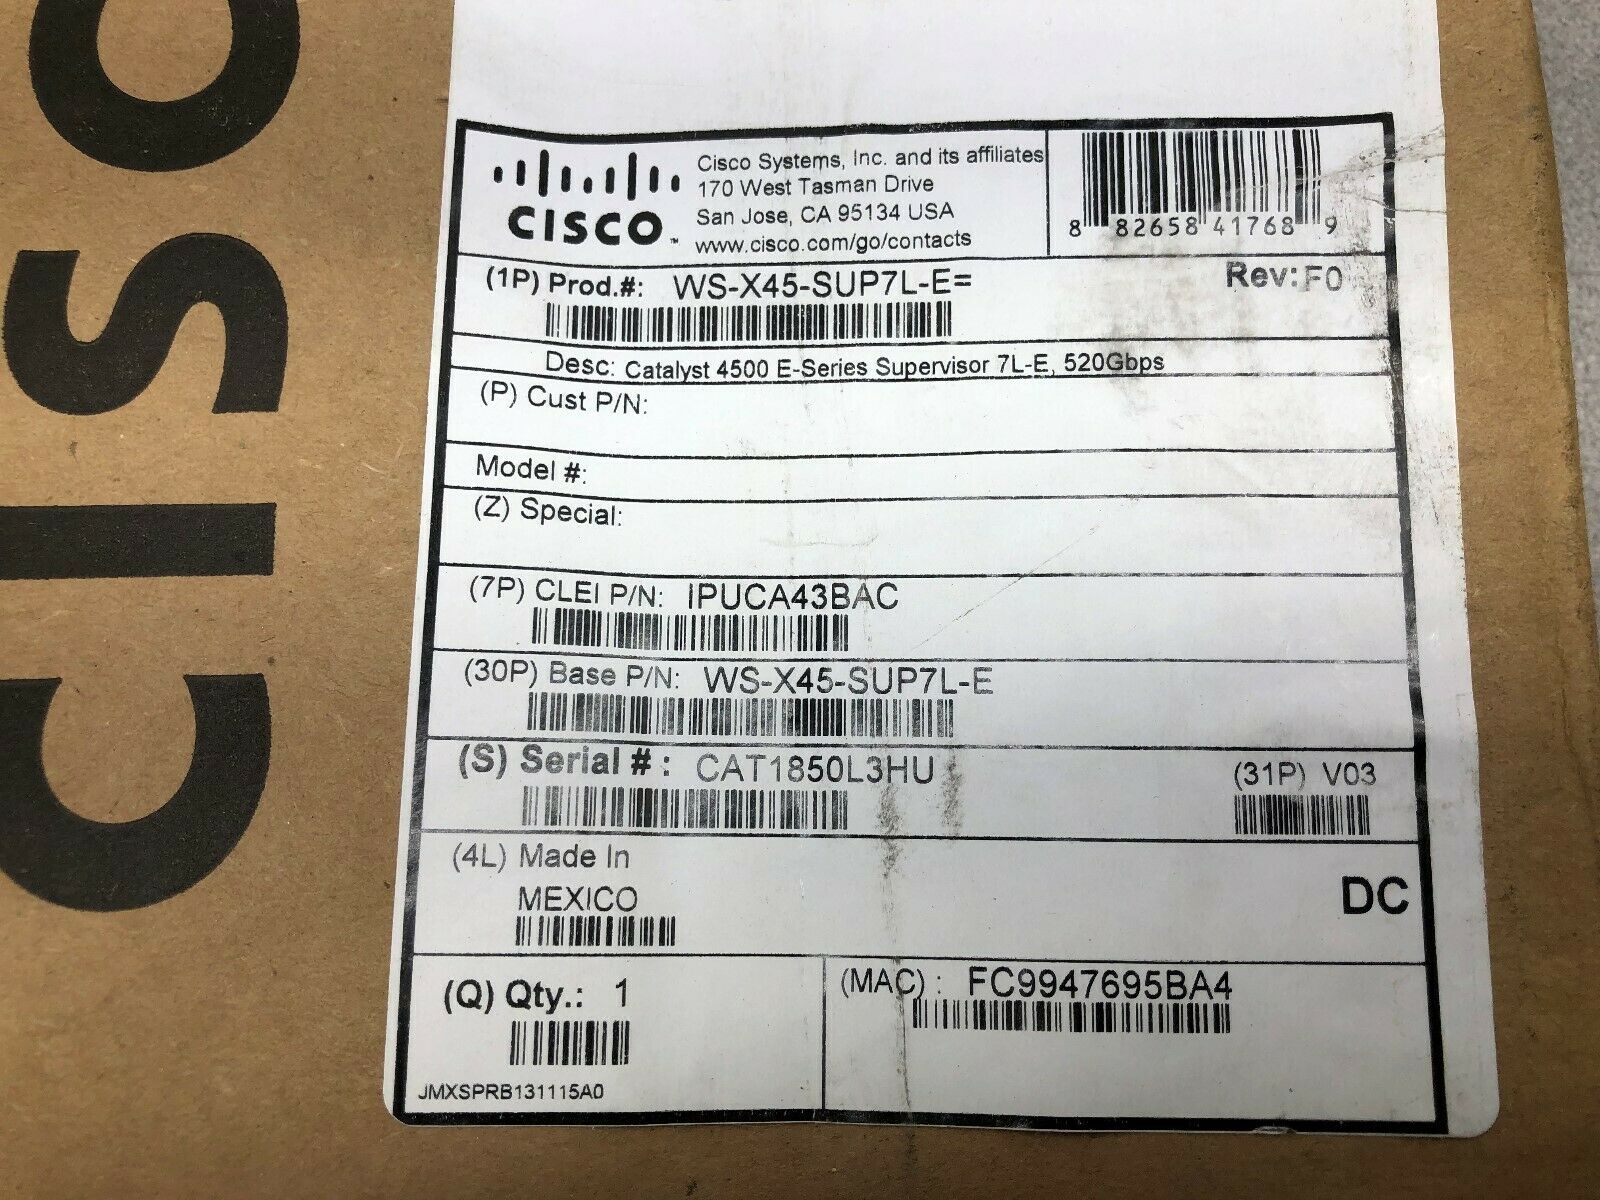 CISCO
CISCO
Cisco Systems, Inc. and its affiliates
170 West Tasman Drive
San Jose, CA 95134 USA
www.cisco.com/go/contacts
8 82658 41768 9
(1P) Prod.#: WS-X45-SUP7L-E=
Rev: F0
Desc: Catalyst 4500 E-Series Supervisor 7L-E, 520Gbps
(P) Cust P/N:
Model #:
(Z) Special:
(7P) CLEI P/N: IPUCA43BAC
(30P) Base P/N: WS-X45-SUP7L-E
(S) Serial #: CAT1850L3HU
(31P) V03
(4L) Made In
MEXICO
DC
(Q) Qty.: 1
(MAC) : FC9947695BA4
JMXSPRB131115A0